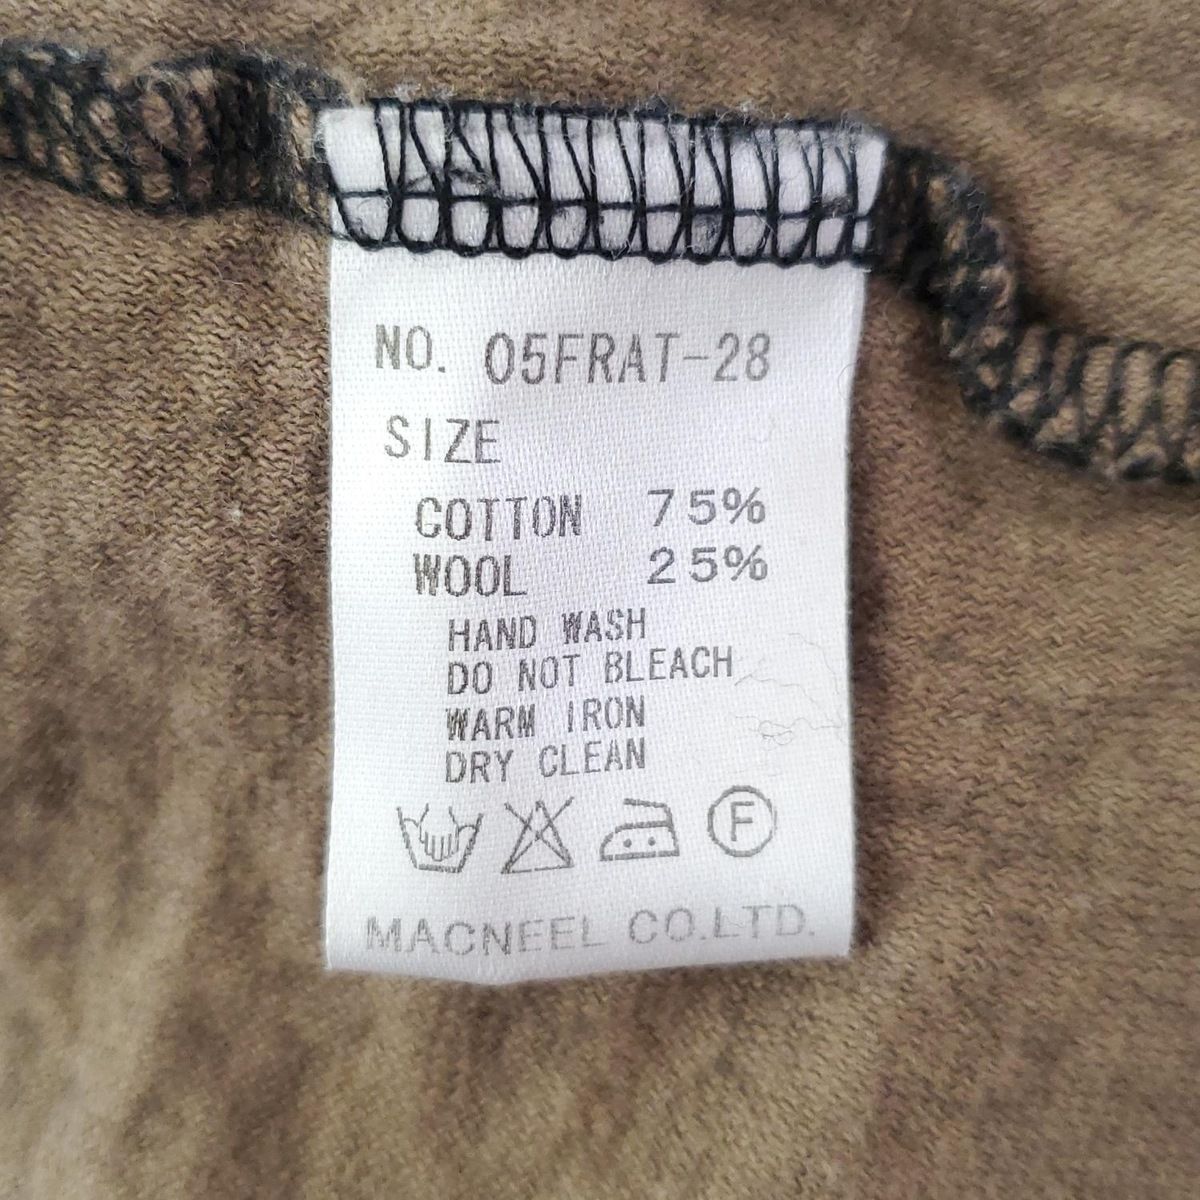 NO. 05FRAT-28
SIZE
COTTON 75%
WOOL 25%
HAND WASH
DO NOT BLEACH
WARM IRON
DRY CLEAN
F
MACNEEL CO.LTD.